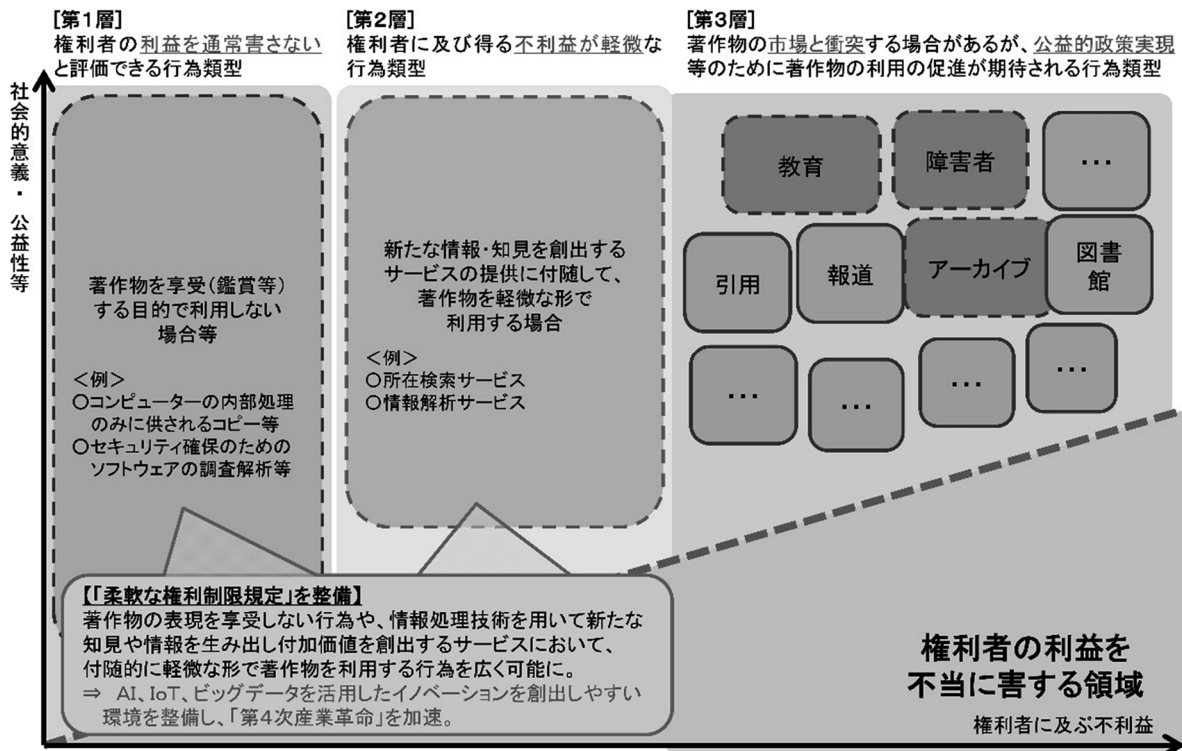 [第1層]
権利者の利益を通常害さない
と評価できる行為類型
[第2層]
権利者に及び得る不利益が軽微な
行為類型
[第3層]
著作物の市場と衝突する場合があるが、公益的政策実現
等のために著作物の利用の促進が期待される行為類型
社会的意義・公益性等
著作物を享受(鑑賞等)
する目的で利用しない
場合等
<例>
○コンピューターの内部処理
のみに供されるコピー等
○セキュリティ確保のための
ソフトウェアの調査解析等
新たな情報・知見を創出する
サービスの提供に付随して、
著作物を軽微な形で
利用する場合
<例>
○所在検索サービス
○情報解析サービス
教育
障害者
…
引用
報道
アーカイブ
図書
館
…
…
…
…
【「柔軟な権利制限規定」を整備】
著作物の表現を享受しない行為や、情報処理技術を用いて新たな
知見や情報を生み出し付加価値を創出するサービスにおいて、
付随的に軽微な形で著作物を利用する行為を広く可能に。
⇒ AI、IoT、ビッグデータを活用したイノベーションを創出しやすい
環境を整備し、「第4次産業革命」を加速。
権利者の利益を
不当に害する領域
権利者に及ぶ不利益